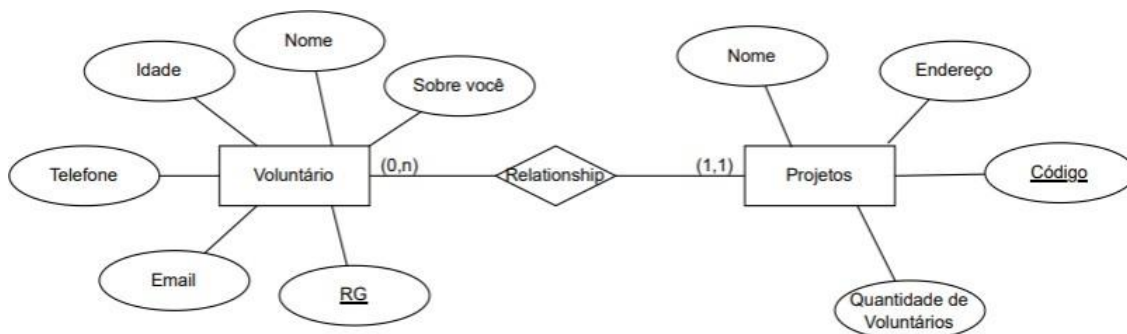 Nome
Idade
Sobre você
Telefone
Voluntário
(0,n)
Email
RG
Relationship
Nome
Endereço
(1,1)
Projetos
Código
Quantidade de
Voluntários